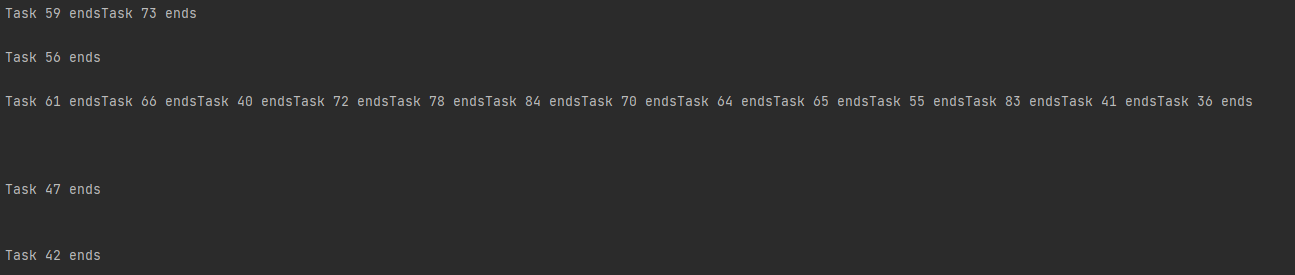 Task 59 endsTask 73 ends
Task 56 ends
Task 61 endsTask 66 endsTask 40 endsTask 72 endsTask 78 endsTask 84 endsTask 70 endsTask 64 endsTask 65 endsTask 55 endsTask 83 endsTask 41 endsTask 36 ends
Task 47 ends
Task 42 ends